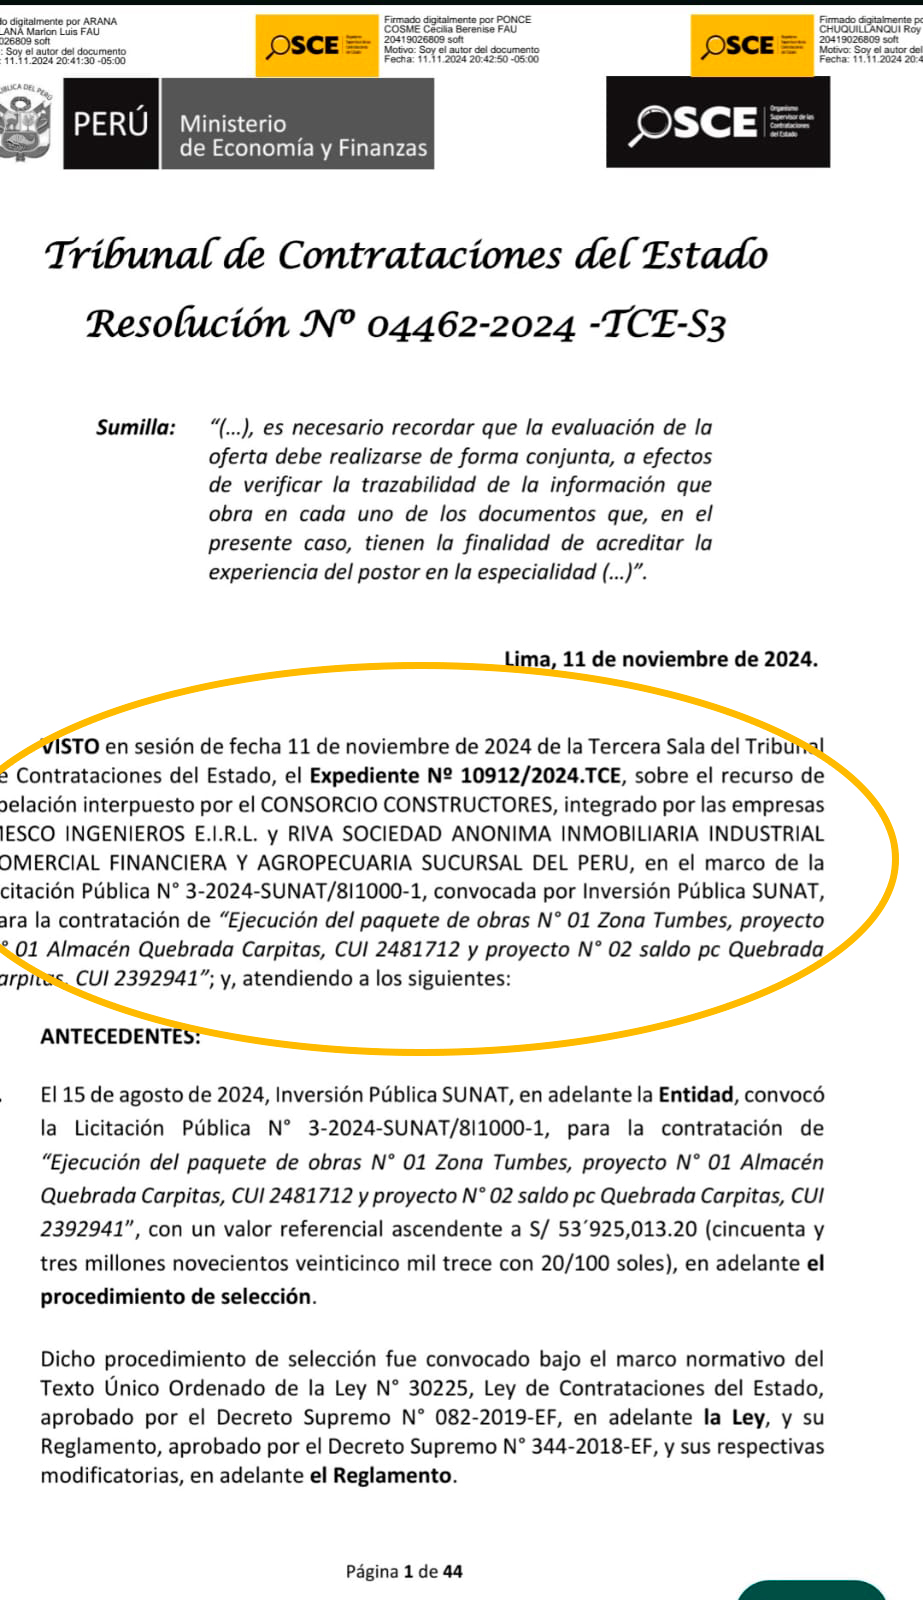 do digitalmente por ARANA
LANA Marlon Luis FAU
026809 soft
: Soy el autor del documento
: 11.11.2024 20:41:30 -05:00
OSCE
Firmado digitalmente por PONCE
COSME Cecilia Berenise FAU
20419026809 soft
Motivo: Soy el autor del documento
Fecha: 11.11.2024 20:42:50 -05:00
OSCE
Firmado digitalmente po
CHUQUILLANQUI Roy
20419026809 soft
Motivo: Soy el autor del
Fecha: 11.11.2024 20:4
PERÚ
Ministerio
de Economía y Finanzas
OSCE
Organismo
Supervisor de las
Contrataciones
del Estado
Tribunal de Contrataciones del Estado
Resolución Nº 04462-2024 -TCE-S3
Sumilla: “(...), es necesario recordar que la evaluación de la
oferta debe realizarse de forma conjunta, a efectos
de verificar la trazabilidad de la información que
obra en cada uno de los documentos que, en el
presente caso, tienen la finalidad de acreditar la
experiencia del postor en la especialidad (...)”.
Lima, 11 de noviembre de 2024.
VISTO en sesión de fecha 11 de noviembre de 2024 de la Tercera Sala del Tribunal
e Contrataciones del Estado, el Expediente Nº 10912/2024.TCE, sobre el recurso de
pelación interpuesto por el CONSORCIO CONSTRUCTORES, integrado por las empresas
MESCO INGENIEROS E.I.R.L. y RIVA SOCIEDAD ANONIMA INMOBILIARIA INDUSTRIAL
OMERCIAL FINANCIERA Y AGROPECUARIA SUCURSAL DEL PERU, en el marco de la
citación Pública N° 3-2024-SUNAT/8I1000-1, convocada por Inversión Pública SUNAT,
ara la contratación de “Ejecución del paquete de obras N° 01 Zona Tumbes, proyecto
° 01 Almacén Quebrada Carpitas, CUI 2481712 y proyecto N° 02 saldo pc Quebrada
arpitas, CUI 2392941”; y, atendiendo a los siguientes:
ANTECEDENTES:
. El 15 de agosto de 2024, Inversión Pública SUNAT, en adelante la Entidad, convocó
la Licitación Pública N° 3-2024-SUNAT/8I1000-1, para la contratación de
“Ejecución del paquete de obras N° 01 Zona Tumbes, proyecto N° 01 Almacén
Quebrada Carpitas, CUI 2481712 y proyecto N° 02 saldo pc Quebrada Carpitas, CUI
2392941”, con un valor referencial ascendente a S/ 53´925,013.20 (cincuenta y
tres millones novecientos veinticinco mil trece con 20/100 soles), en adelante el
procedimiento de selección.
Dicho procedimiento de selección fue convocado bajo el marco normativo del
Texto Único Ordenado de la Ley N° 30225, Ley de Contrataciones del Estado,
aprobado por el Decreto Supremo N° 082-2019-EF, en adelante la Ley, y su
Reglamento, aprobado por el Decreto Supremo N° 344-2018-EF, y sus respectivas
modificatorias, en adelante el Reglamento.
Página 1 de 44